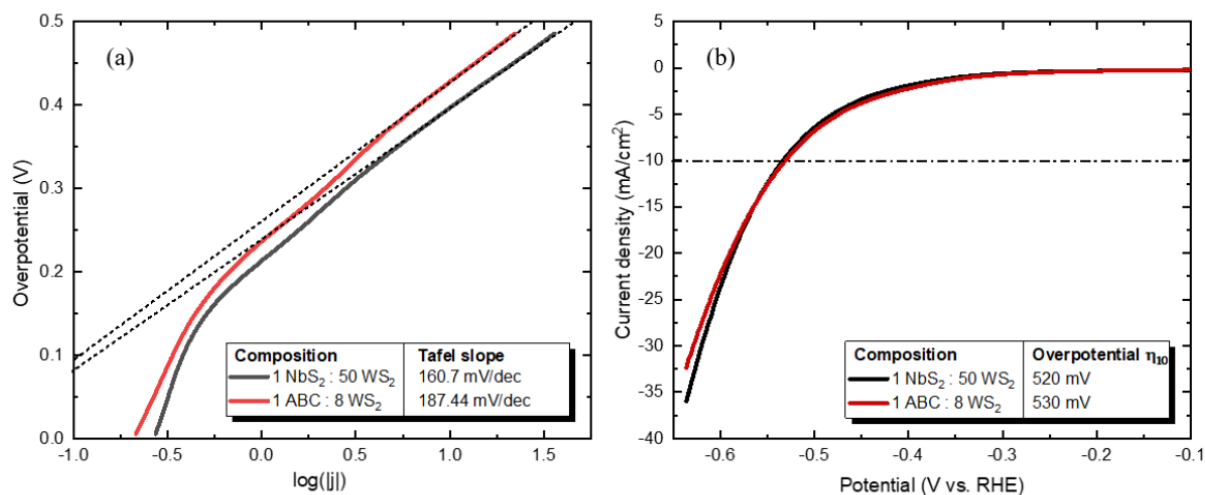 (a)
0.5
0.4
0.3
0.2
0.1
0.0
Overpotential (V)
-1.0 -0.5 0.0 0.5 1.0 1.5
log(|j|)
Composition Tafel slope
1 NbS₂ : 50 WS₂ 160.7 mV/dec
1 ABC : 8 WS₂ 187.44 mV/dec
(b)
5
0
-5
-10
-15
-20
-25
-30
-35
-40
Current density (mA/cm²)
-0.6 -0.5 -0.4 -0.3 -0.2 -0.1
Potential (V vs. RHE)
Composition Overpotential η₁₀
1 NbS₂ : 50 WS₂ 520 mV
1 ABC : 8 WS₂ 530 mV